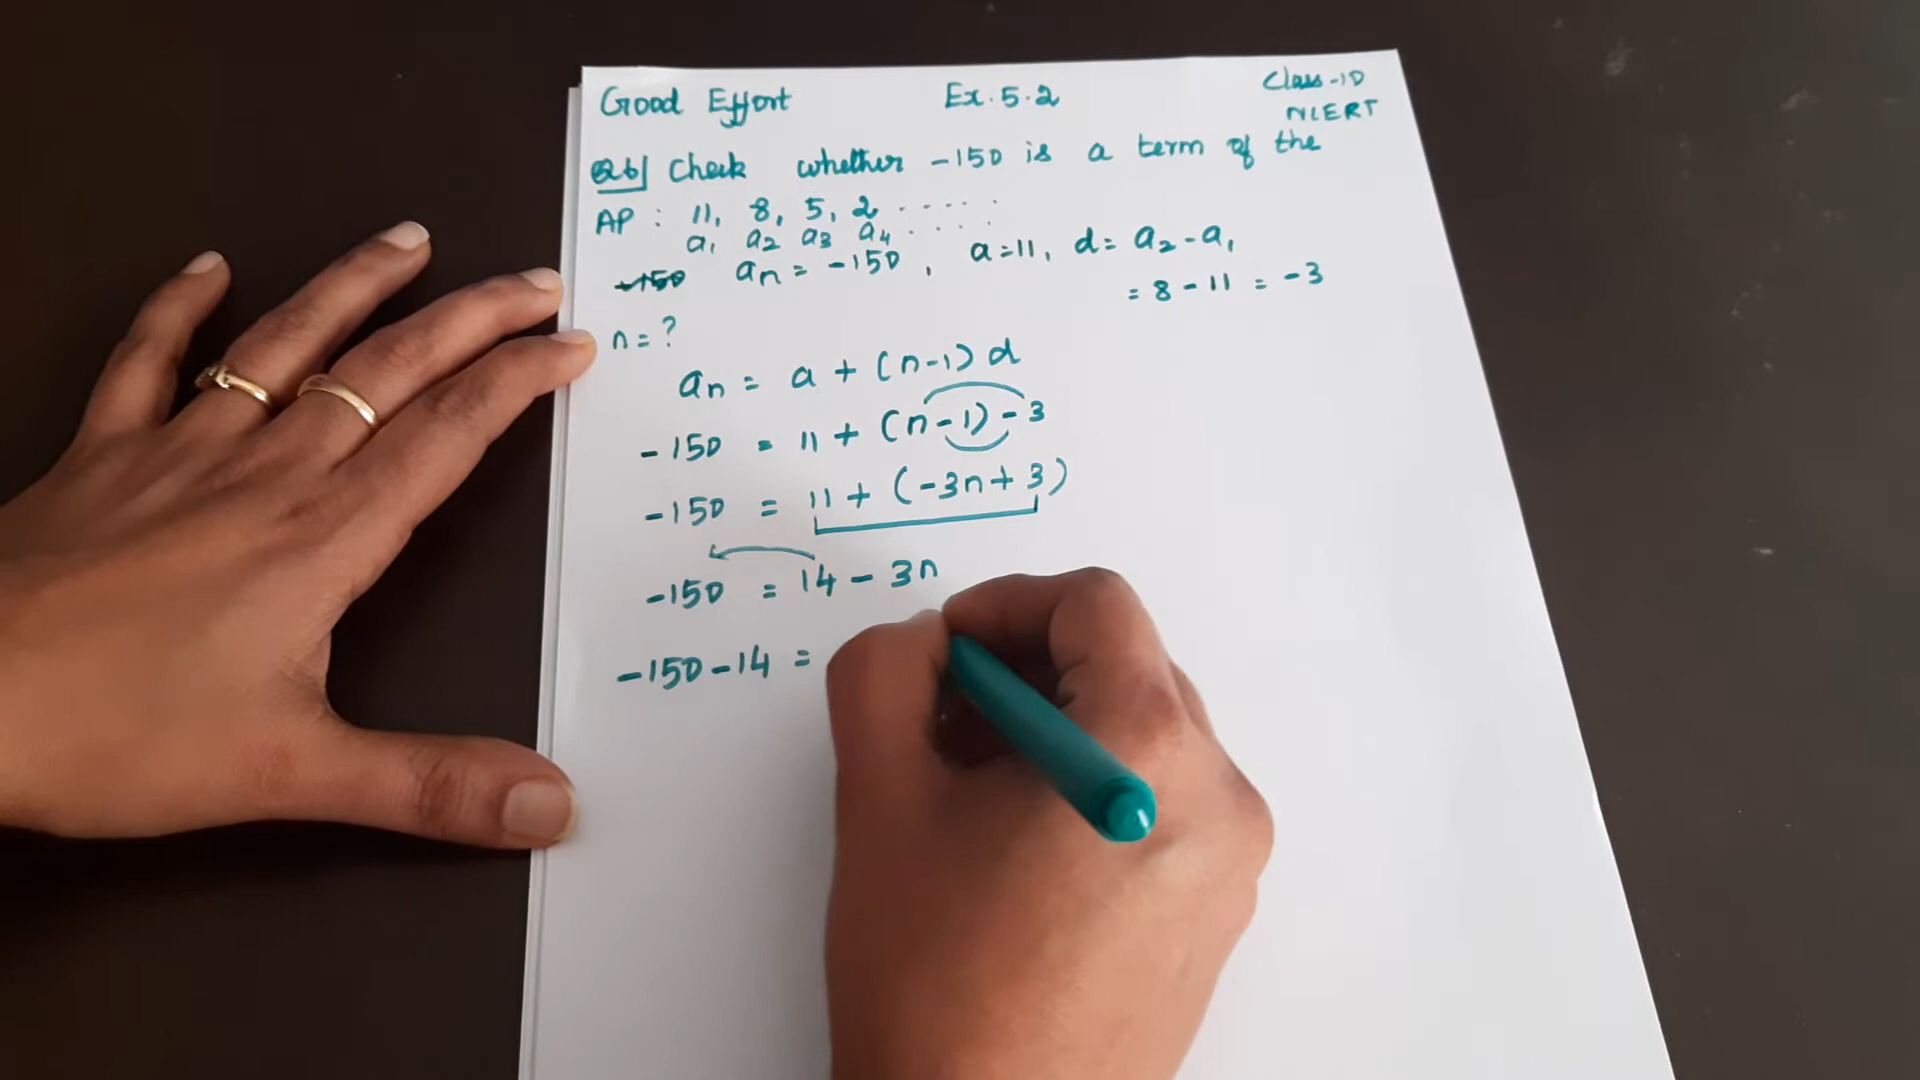 Good Effort Ex. 5.2 Class-10
NCERT
Q6) Check whether -150 is a term of the
AP : 11, 8, 5, 2 . . . . .
a₁ a₂ a₃ a₄ . . . .
-150 aₙ = -150 , a = 11, d = a₂ - a₁
= 8 - 11 = -3
n = ?
aₙ = a + (n-1) d
-150 = 11 + (n-1) -3
-150 = 11 + (-3n+3)
-150 = 14 - 3n
-150-14 =